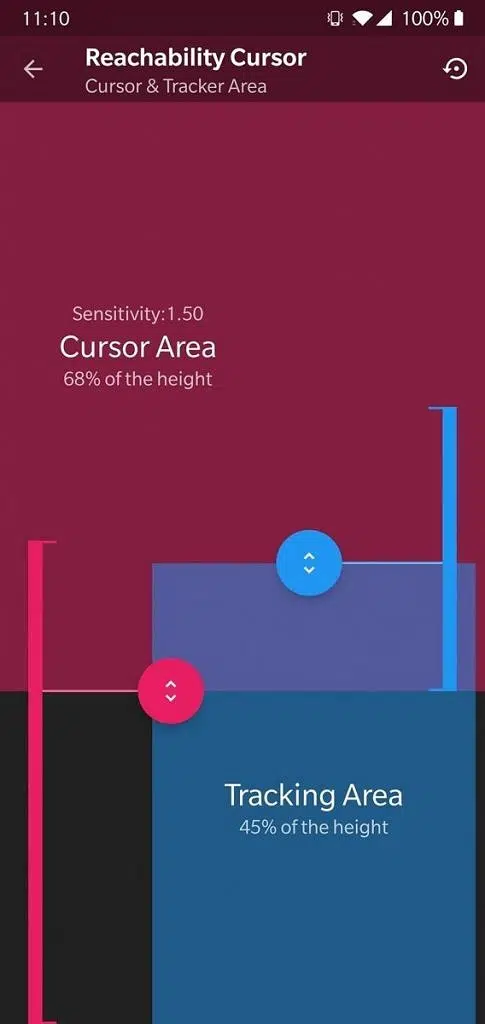 11:10
100%
Reachability Cursor
Cursor & Tracker Area
Sensitivity:1.50
Cursor Area
68% of the height
Tracking Area
45% of the height